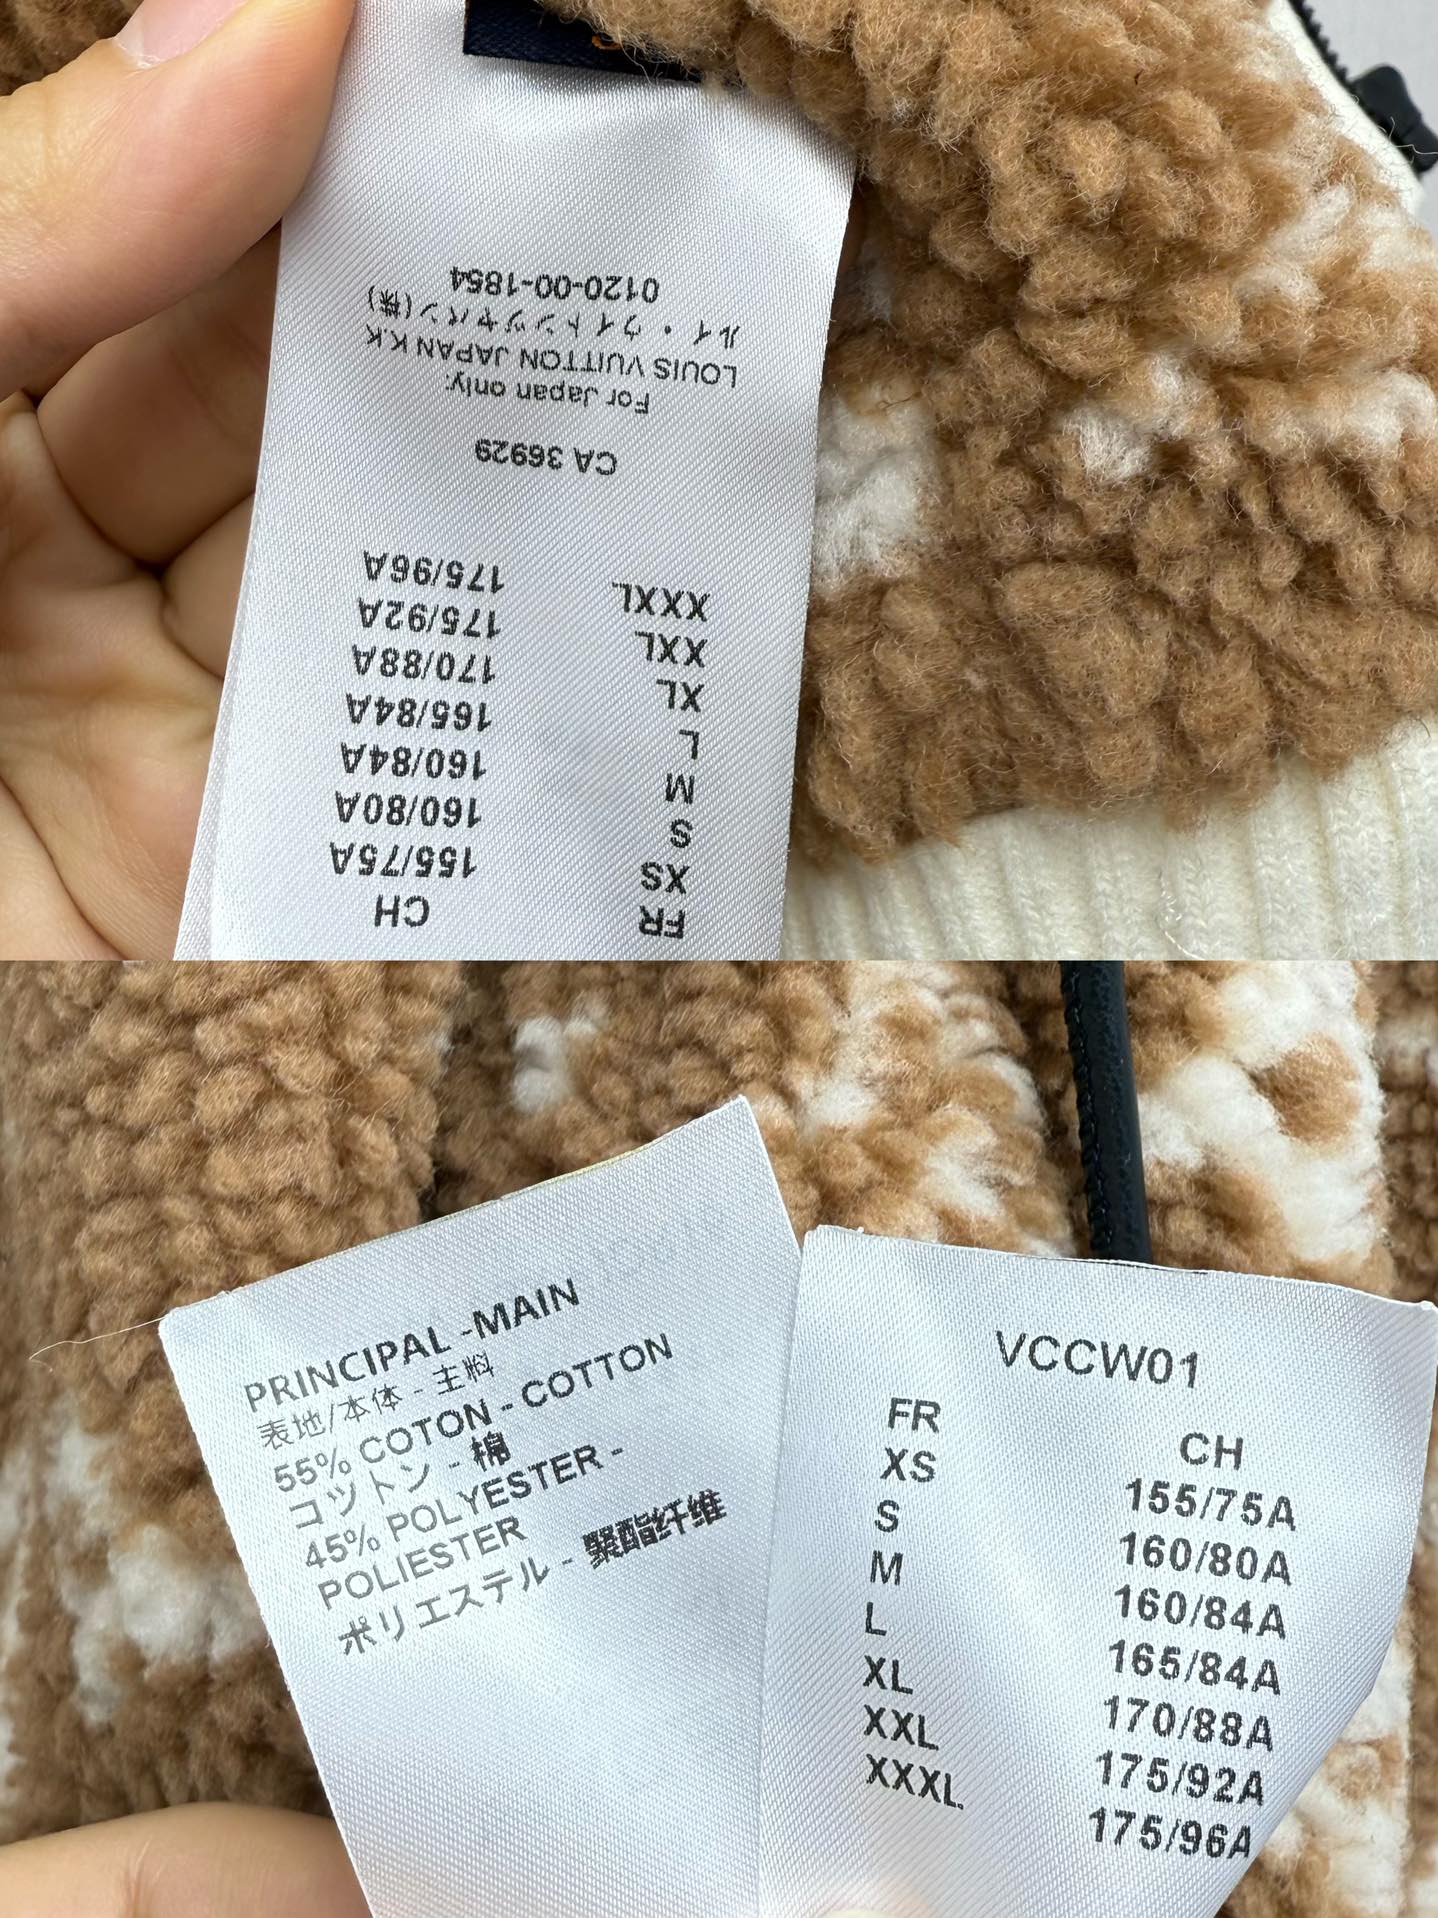 FR CH
XS 155/75A
S 160/80A
M 160/84A
L 165/84A
XL 170/88A
XXL 175/92A
XXXL 175/96A
CA 36929
For Japan only:
LOUIS VUITTON JAPAN K.K
ルイ・ウイトンジヤパン(株)
0120-00-1854
PRINCIPAL -MAIN
表地/本体 - 主料
55% COTON - COTTON
コットン - 棉
45% POLYESTER -
POLIESTER
ポリエステル - 聚酯纤维
VCCW01
FR CH
XS 155/75A
S 160/80A
M 160/84A
L 165/84A
XL 170/88A
XXL 175/92A
XXXL 175/96A